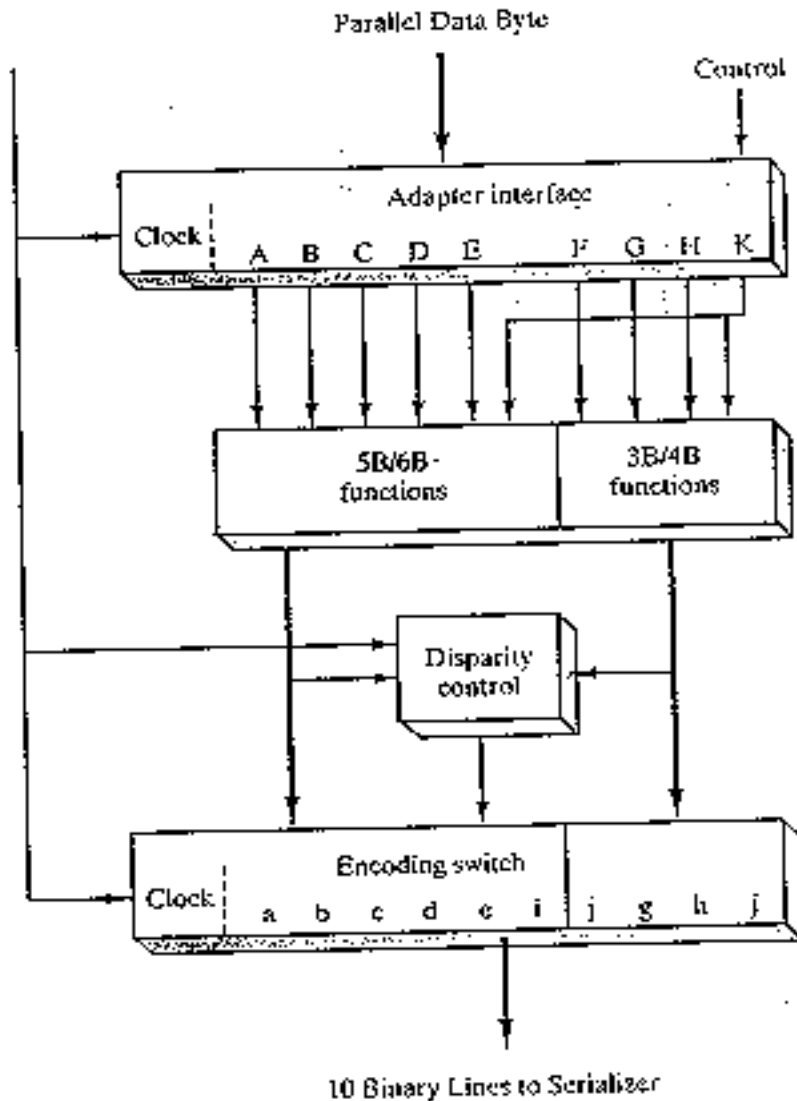 Parallel Data Byte
Control
Adapter interface
Clock
A B C D E F G H K
5B/6B
functions
3B/4B
functions
Disparity
control
Encoding switch
Clock
a b c d e i j g h j
10 Binary Lines to Serializer